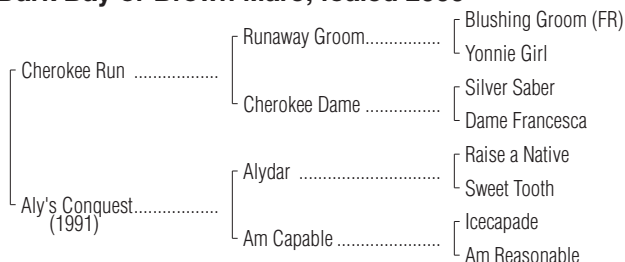 Dark Bay or Brown Mare; foaled
Blushing Groom (FR)
Runaway Groom................
Yonnie Girl
Cherokee Run ..................
Silver Saber
Cherokee Dame ................
Dame Francesca
Raise a Native
Alydar ..............................
Sweet Tooth
Aly's Conquest..................
(1991)
Icecapade
Am Capable ......................
Am Reasonable